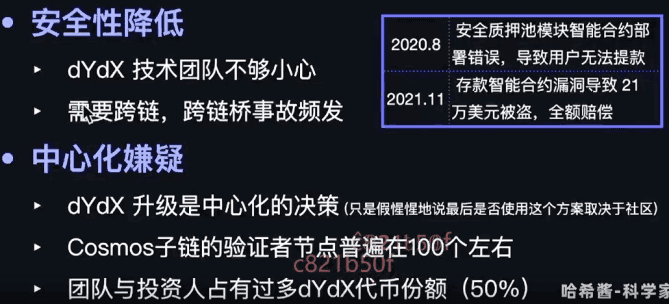 • 安全性降低
▸ dYdX 技术团队不够小心
▸ 需要跨链，跨链桥事故频发
2020.8 安全质押池模块智能合约部
署错误，导致用户无法提款
2021.11 存款智能合约漏洞导致 21
万美元被盗，全额赔偿
• 中心化嫌疑
▸ dYdX 升级是中心化的决策 (只是假惺惺地说最后是否使用这个方案取决于社区)
▸ Cosmos子链的验证者节点普遍在100个左右
c821b50f
▸ 团队与投资人占有过多dYdX代币份额（50%）
哈希酱-科学家